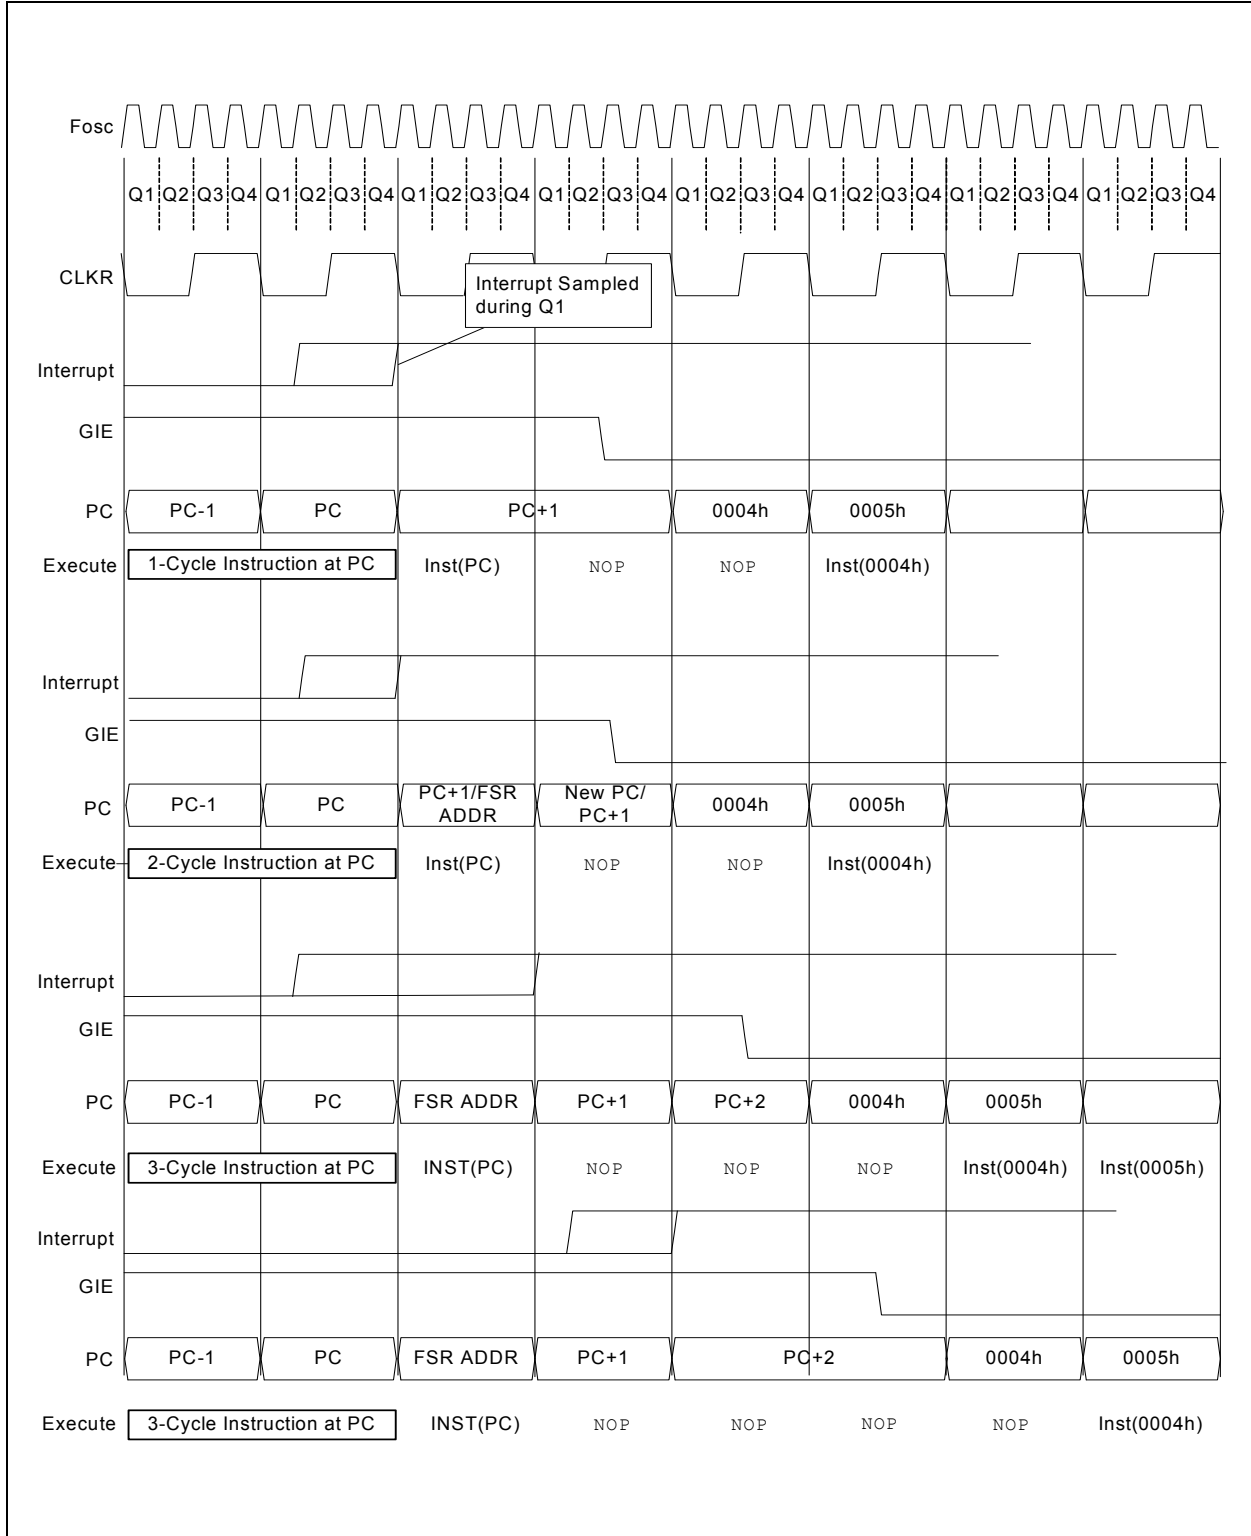 Fosc
Q1 Q2 Q3 Q4 Q1 Q2 Q3 Q4 Q1 Q2 Q3 Q4 Q1 Q2 Q3 Q4 Q1 Q2 Q3 Q4 Q1 Q2 Q3 Q4 Q1 Q2 Q3 Q4 Q1 Q2 Q3 Q4
CLKR
Interrupt Sampled
during Q1
Interrupt
GIE
PC PC-1 PC PC+1 0004h 0005h
Execute 1-Cycle Instruction at PC Inst(PC) NOP NOP Inst(0004h)
Interrupt
GIE
PC PC-1 PC PC+1/FSR ADDR New PC/ PC+1 0004h 0005h
Execute 2-Cycle Instruction at PC Inst(PC) NOP NOP Inst(0004h)
Interrupt
GIE
PC PC-1 PC FSR ADDR PC+1 PC+2 0004h 0005h
Execute 3-Cycle Instruction at PC INST(PC) NOP NOP NOP Inst(0004h) Inst(0005h)
Interrupt
GIE
PC PC-1 PC FSR ADDR PC+1 PC+2 0004h 0005h
Execute 3-Cycle Instruction at PC INST(PC) NOP NOP NOP NOP Inst(0004h)